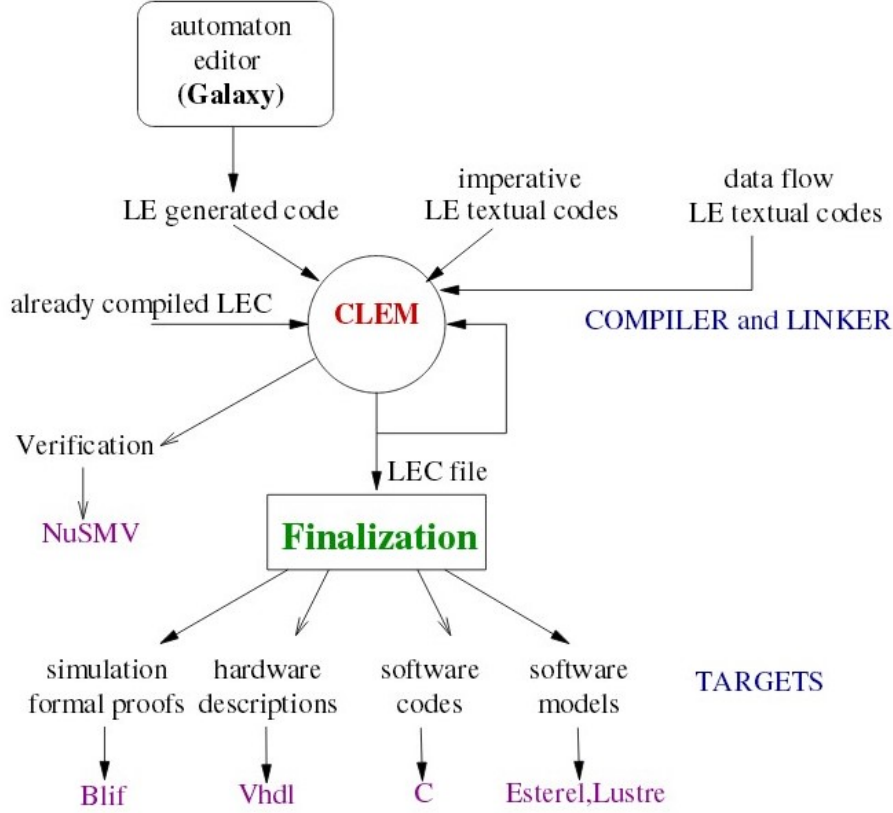 automaton
editor
(Galaxy)
LE generated code
imperative
LE textual codes
data flow
LE textual codes
already compiled LEC
CLEM
COMPILER and LINKER
Verification
NuSMV
LEC file
Finalization
simulation
formal proofs
hardware
descriptions
software
codes
software
models
TARGETS
Blif
Vhdl
C
Esterel,Lustre